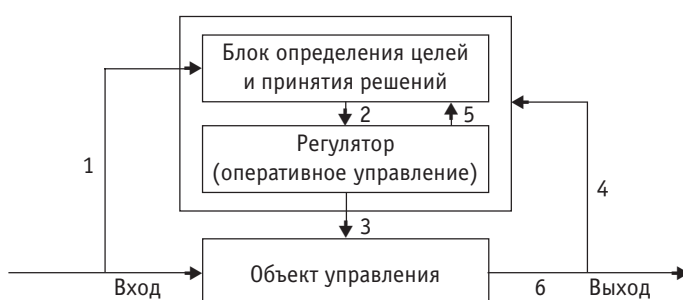 Блок определения целей
и принятия решений
2
5
1
Регулятор
(оперативное управление)
4
3
Объект управления
Вход
6
Выход